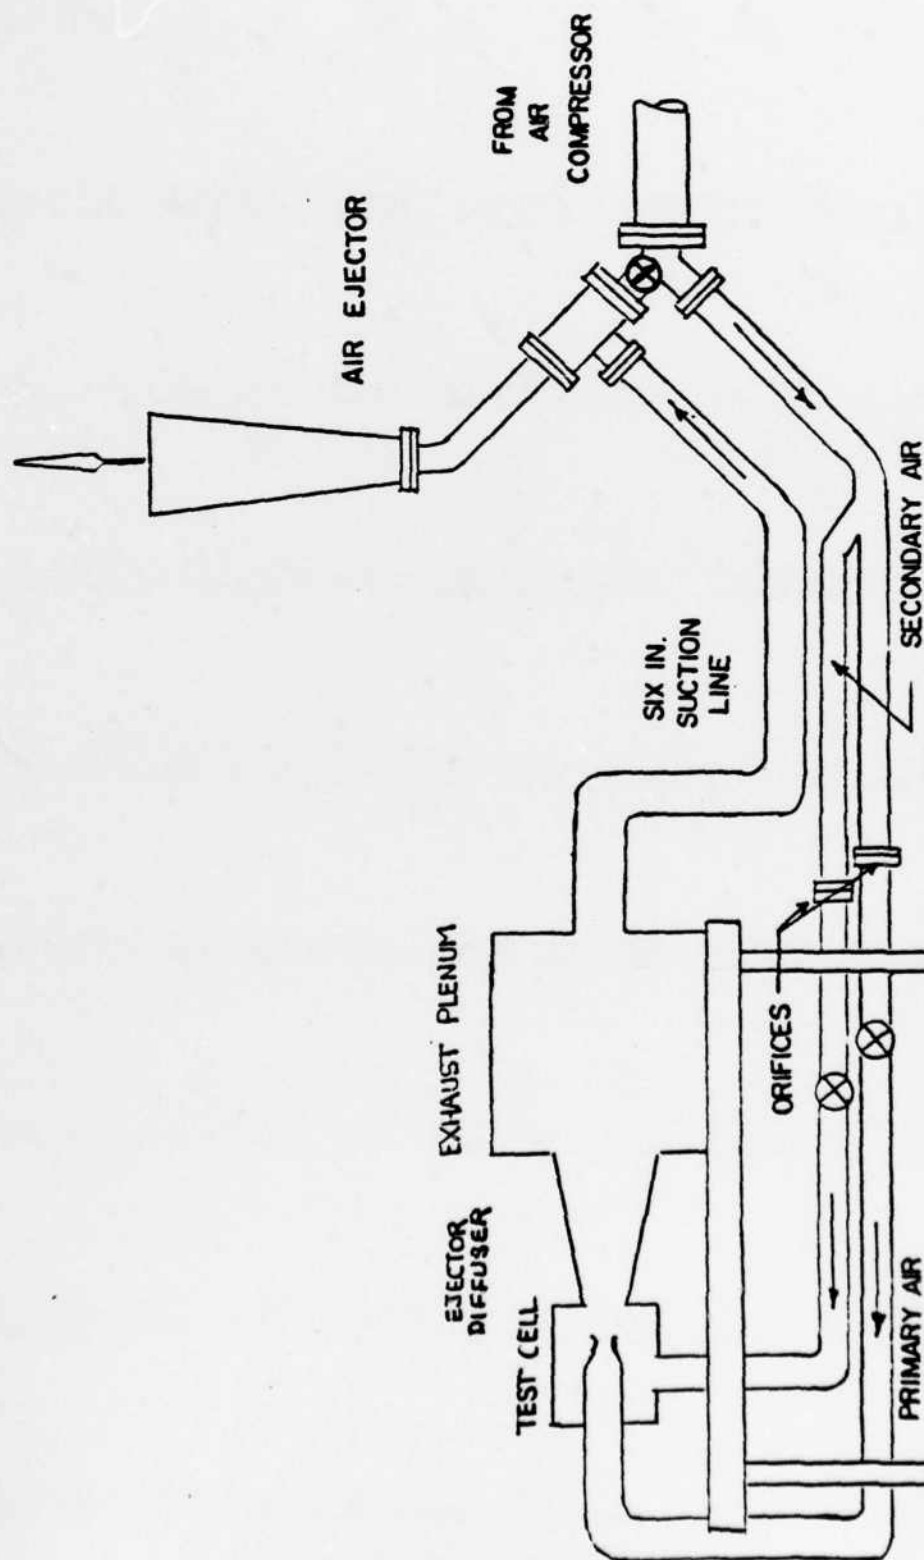 AIR EJECTOR
FROM
AIR
COMPRESSOR
SIX IN.
SUCTION
LINE
EXHAUST PLENUM
EJECTOR
DIFFUSER
TEST CELL
ORIFICES
SECONDARY AIR
PRIMARY AIR